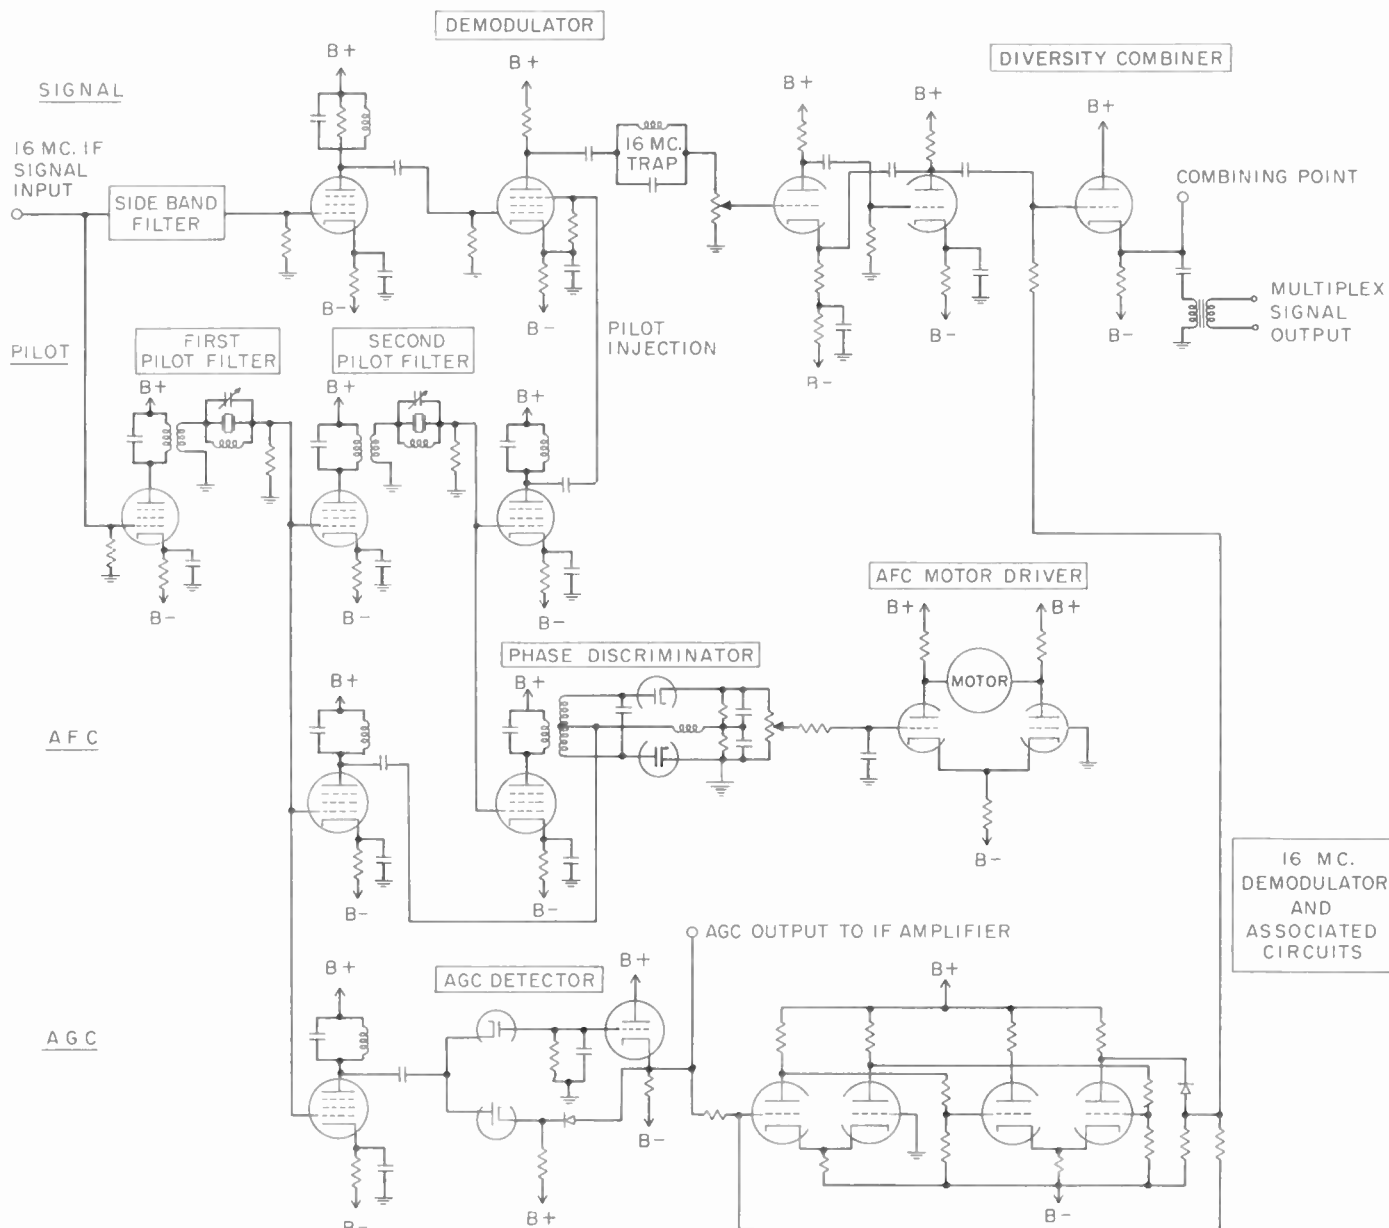 DEMODULATOR
B+
B+
DIVERSITY COMBINER
SIGNAL
B+
B+
B+
16 MC. IF
SIGNAL
INPUT
16 MC.
TRAP
COMBINING POINT
SIDE BAND
FILTER
B-
B-
B-
B-
B-
MULTIPLEX
SIGNAL
OUTPUT
PILOT
FIRST
PILOT FILTER
SECOND
PILOT FILTER
PILOT
INJECTION
B+
B+
B+
B-
B-
B-
AFC MOTOR DRIVER
B+
B+
PHASE DISCRIMINATOR
B+
B+
MOTOR
AFC
B-
B-
B-
16 MC.
DEMODULATOR
AND
ASSOCIATED
CIRCUITS
AGC OUTPUT TO IF AMPLIFIER
B+
AGC DETECTOR
B+
B+
AGC
B-
B-
B+
B-